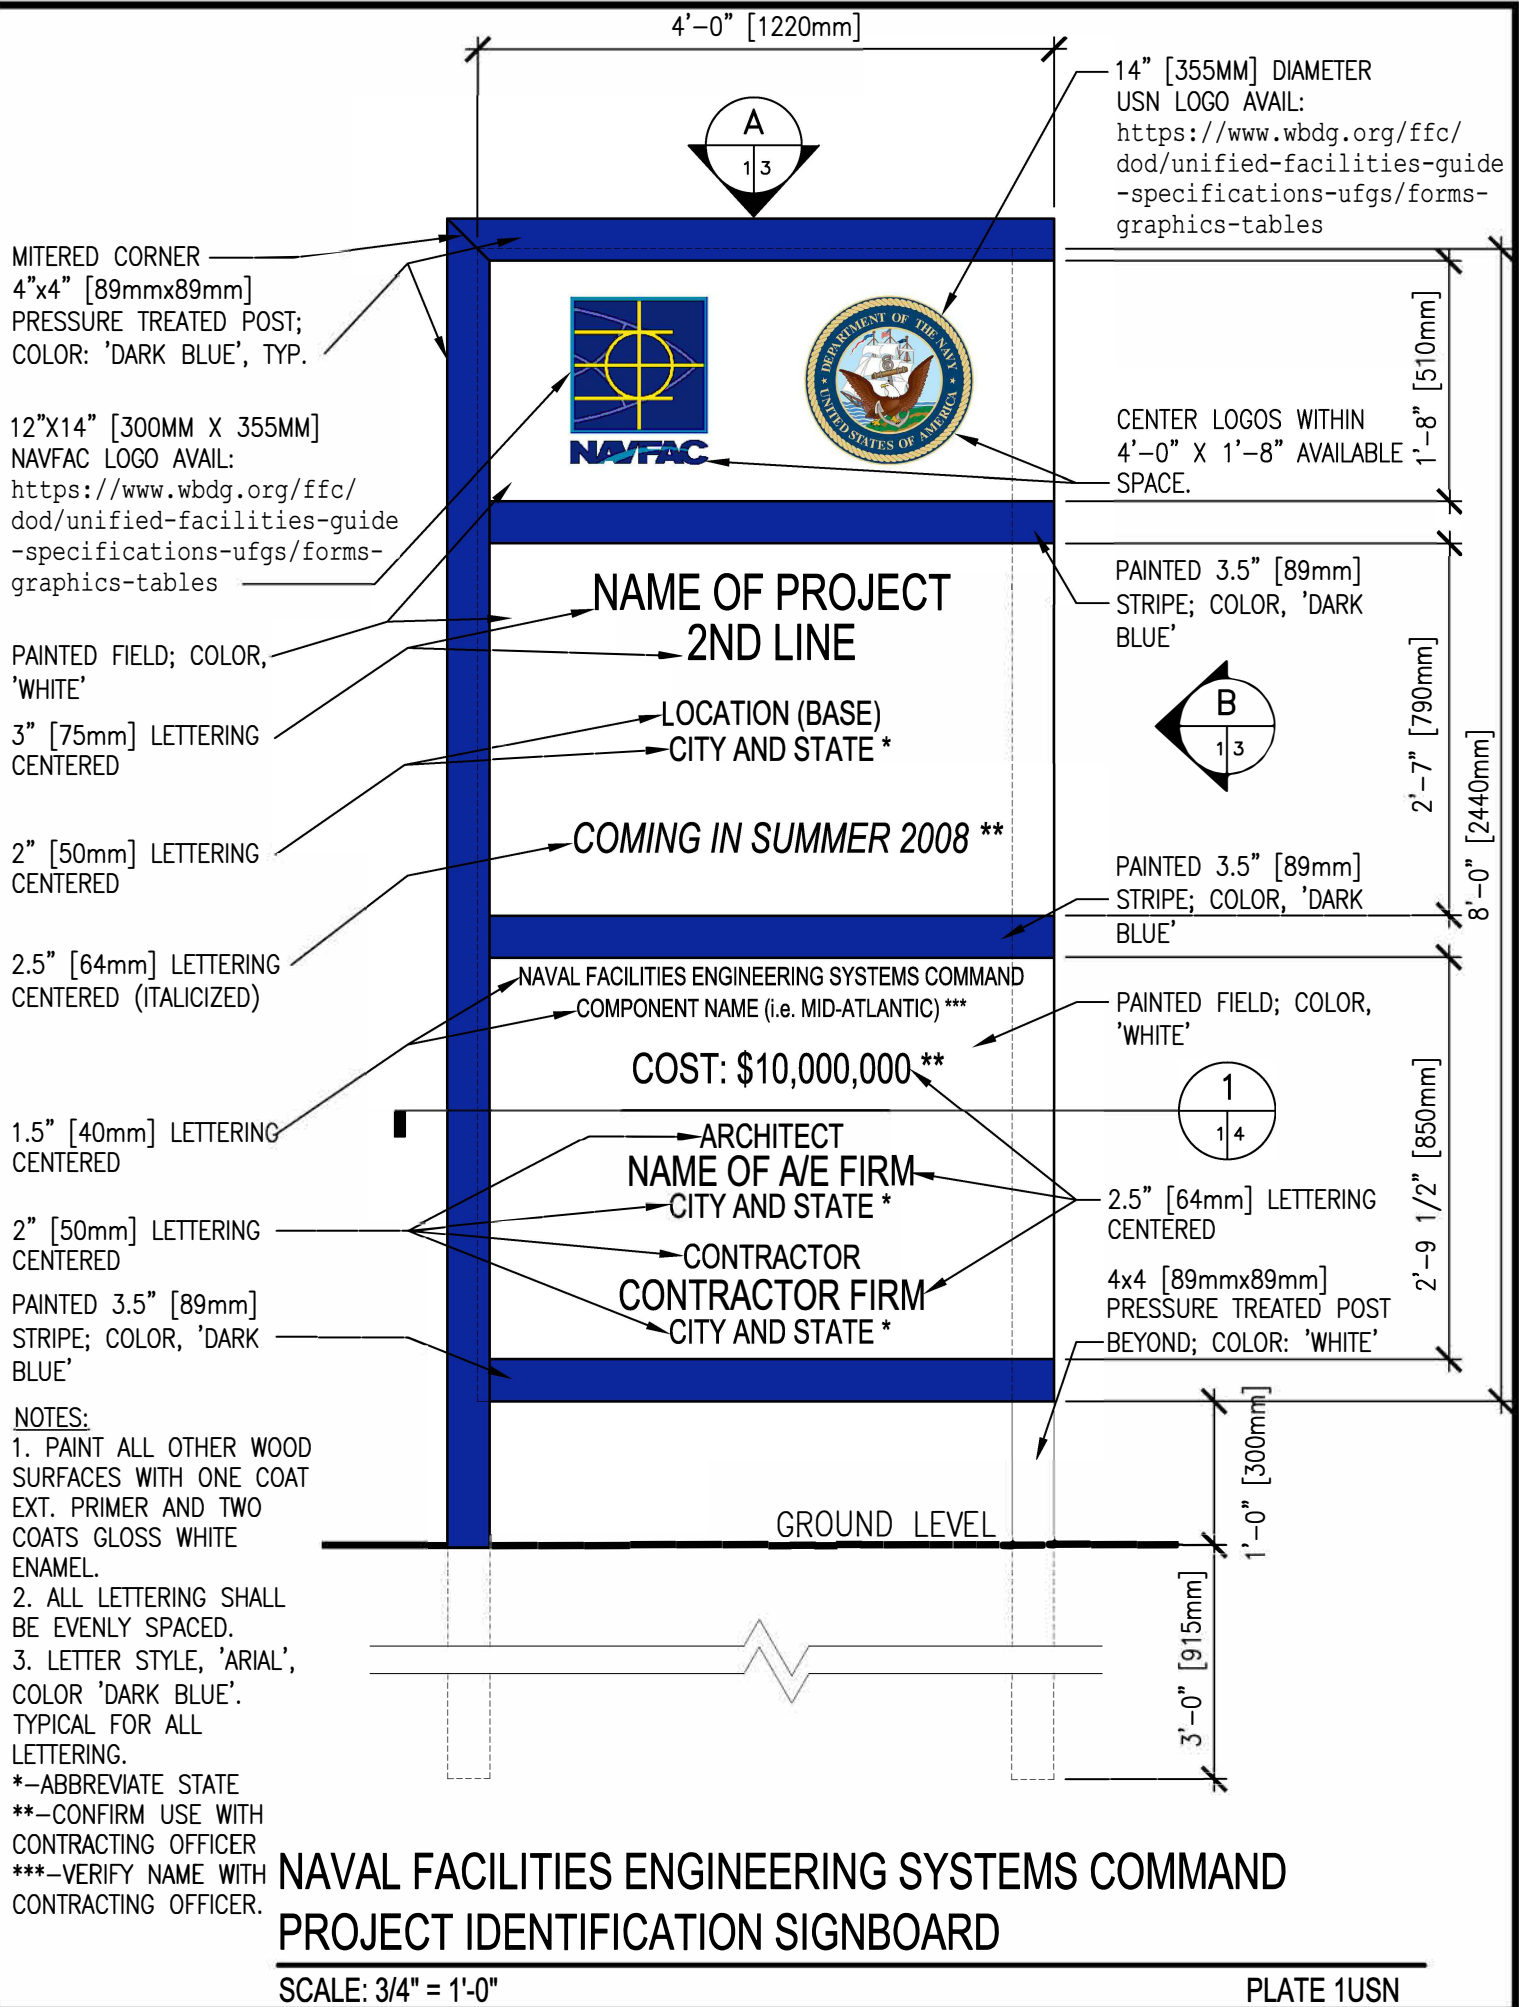 4'-0" [1220mm]
14" [355MM] DIAMETER
USN LOGO AVAIL:
https://www.wbdg.org/ffc/
dod/unified-facilities-guide
-specifications-ufgs/forms-
graphics-tables
A
1 3
MITERED CORNER
4"x4" [89mmx89mm]
PRESSURE TREATED POST;
COLOR: 'DARK BLUE', TYP.
12"X14" [300MM X 355MM]
NAVFAC LOGO AVAIL:
https://www.wbdg.org/ffc/
dod/unified-facilities-guide
-specifications-ufgs/forms-
graphics-tables
NAVFAC
DEPARTMENT OF THE NAVY
UNITED STATES OF AMERICA
CENTER LOGOS WITHIN
4'-0" X 1'-8" AVAILABLE
SPACE.
1'-8" [510mm]
PAINTED 3.5" [89mm]
STRIPE; COLOR, 'DARK
BLUE'
PAINTED FIELD; COLOR,
'WHITE'
3" [75mm] LETTERING
CENTERED
2" [50mm] LETTERING
CENTERED
2.5" [64mm] LETTERING
CENTERED (ITALICIZED)
1.5" [40mm] LETTERING
CENTERED
2" [50mm] LETTERING
CENTERED
PAINTED 3.5" [89mm]
STRIPE; COLOR, 'DARK
BLUE'
NAME OF PROJECT
2ND LINE
LOCATION (BASE)
CITY AND STATE *
COMING IN SUMMER 2008 **
NAVAL FACILITIES ENGINEERING SYSTEMS COMMAND
COMPONENT NAME (i.e. MID-ATLANTIC) ***
COST: $10,000,000 **
ARCHITECT
NAME OF A/E FIRM
CITY AND STATE *
CONTRACTOR
CONTRACTOR FIRM
CITY AND STATE *
B
1 3
2'-7" [790mm]
8'-0" [2440mm]
PAINTED 3.5" [89mm]
STRIPE; COLOR, 'DARK
BLUE'
PAINTED FIELD; COLOR,
'WHITE'
1
1 4
2'-9 1/2" [850mm]
2.5" [64mm] LETTERING
CENTERED
4x4 [89mmx89mm]
PRESSURE TREATED POST
BEYOND; COLOR: 'WHITE'
1'-0" [300mm]
GROUND LEVEL
3'-0" [915mm]
NOTES:
1. PAINT ALL OTHER WOOD
SURFACES WITH ONE COAT
EXT. PRIMER AND TWO
COATS GLOSS WHITE
ENAMEL.
2. ALL LETTERING SHALL
BE EVENLY SPACED.
3. LETTER STYLE, 'ARIAL',
COLOR 'DARK BLUE'.
TYPICAL FOR ALL
LETTERING.
*-ABBREVIATE STATE
**-CONFIRM USE WITH
CONTRACTING OFFICER
***-VERIFY NAME WITH
CONTRACTING OFFICER.
NAVAL FACILITIES ENGINEERING SYSTEMS COMMAND
PROJECT IDENTIFICATION SIGNBOARD
SCALE: 3/4" = 1'-0"
PLATE 1USN